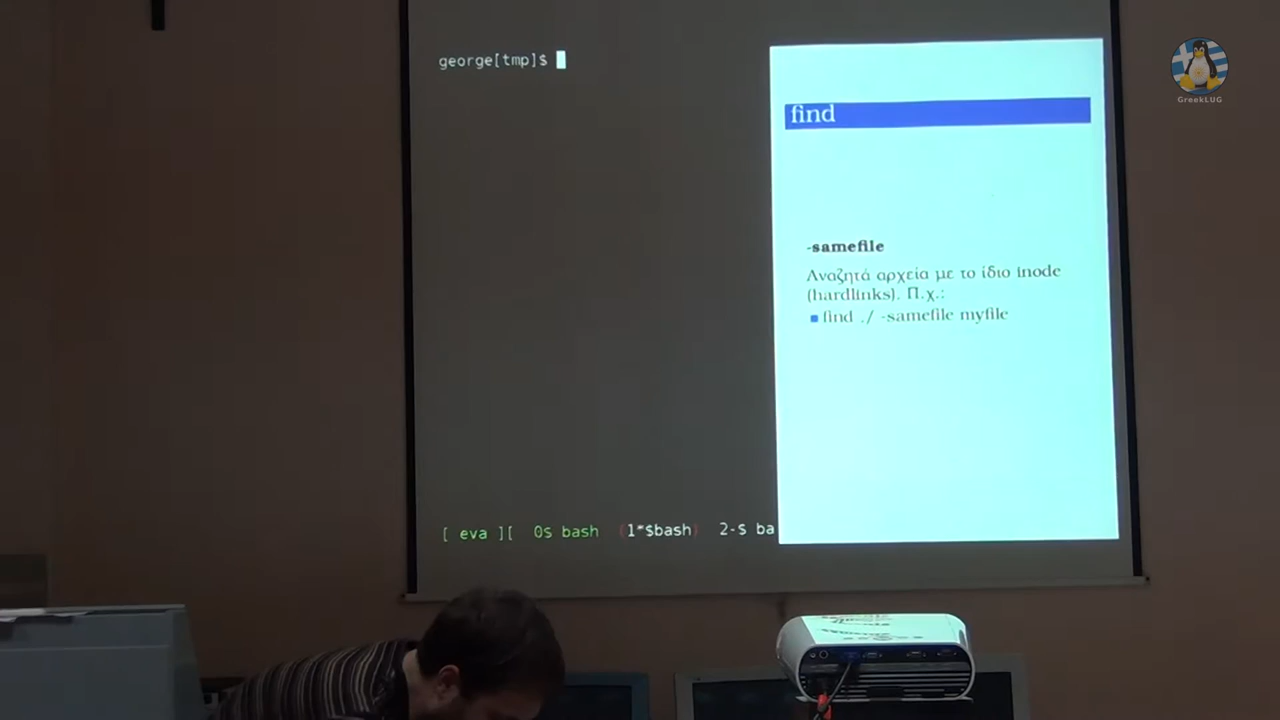 george[tmp]$
GreekLUG
find
-samefile
Αναζητά αρχεία με το ίδιο inode
(hardlinks). Π.χ.:
find ./ -samefile myfile
[ eva ][ 0$ bash (1*$bash) 2-$ ba